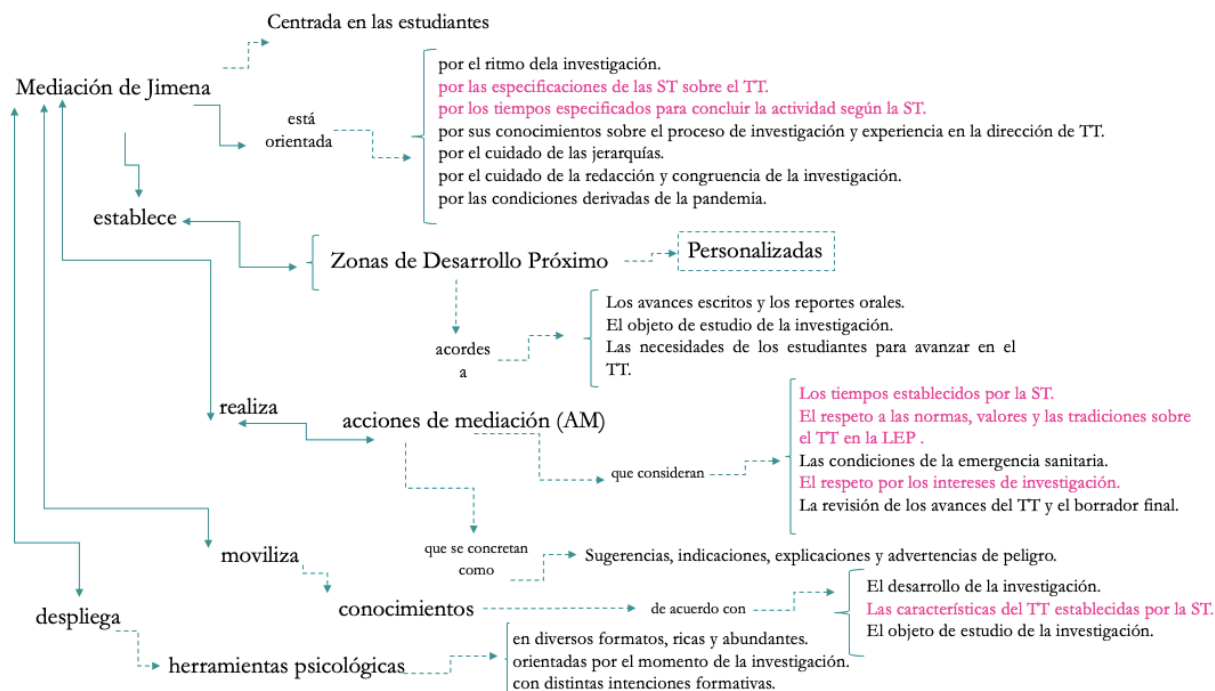 Centrada en las estudiantes
Mediación de Jimena
está
orientada
por el ritmo dela investigación.
por las especificaciones de las ST sobre el TT.
por los tiempos especificados para concluir la actividad según la ST.
por sus conocimientos sobre el proceso de investigación y experiencia en la dirección de TT.
por el cuidado de las jerarquías.
por el cuidado de la redacción y congruencia de la investigación.
por las condiciones derivadas de la pandemia.
establece
Zonas de Desarrollo Próximo
Personalizadas
acordes
a
Los avances escritos y los reportes orales.
El objeto de estudio de la investigación.
Las necesidades de los estudiantes para avanzar en el
TT.
realiza
acciones de mediación (AM)
que consideran
Los tiempos establecidos por la ST.
El respeto a las normas, valores y las tradiciones sobre
el TT en la LEP .
Las condiciones de la emergencia sanitaria.
El respeto por los intereses de investigación.
La revisión de los avances del TT y el borrador final.
que se concretan
como
Sugerencias, indicaciones, explicaciones y advertencias de peligro.
moviliza
conocimientos
de acuerdo con
El desarrollo de la investigación.
Las características del TT establecidas por la ST.
El objeto de estudio de la investigación.
despliega
herramientas psicológicas
en diversos formatos, ricas y abundantes.
orientadas por el momento de la investigación.
con distintas intenciones formativas.